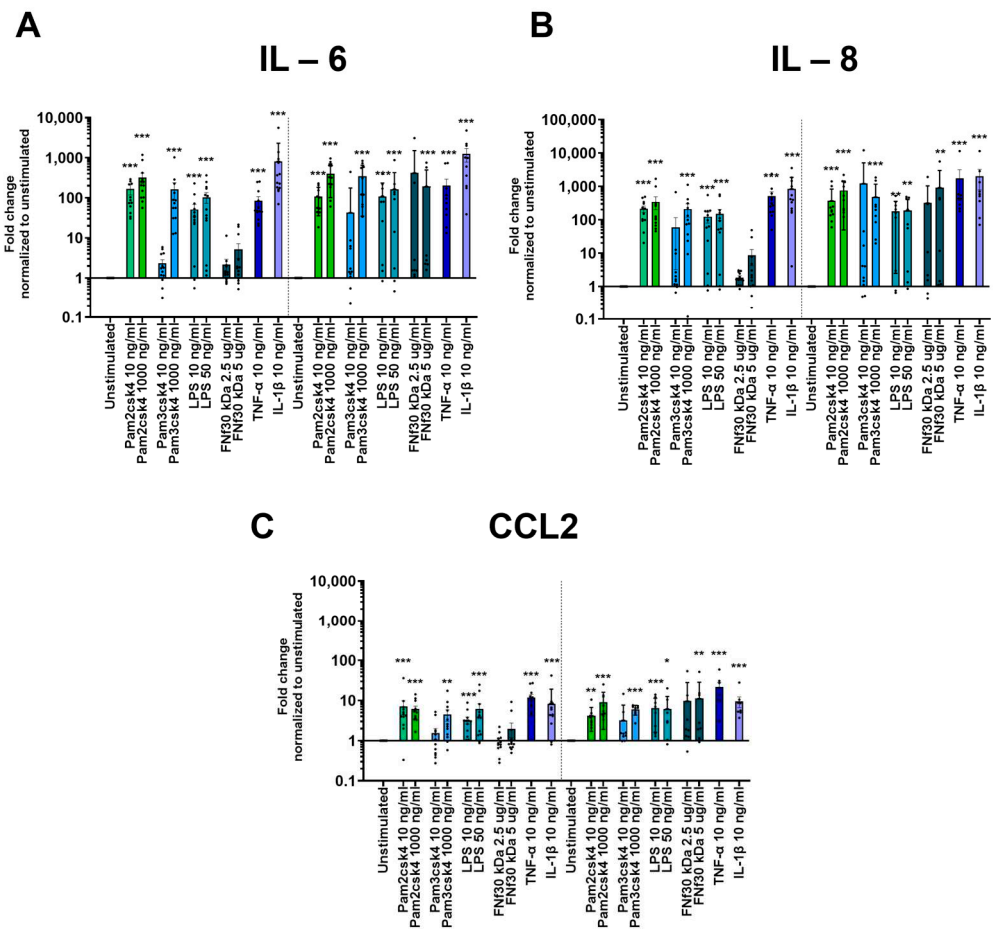 A
IL – 6
Fold change
normalized to unstimulated
10,000
1,000
100
10
1
0.1
*** *** *** *** *** *** *** *** *** *** *** *** *** *** ***
Unstimulated
Pam2csk4 10 ng/ml
Pam2csk4 1000 ng/ml
Pam3csk4 10 ng/ml
Pam3csk4 1000 ng/ml
LPS 10 ng/ml
LPS 50 ng/ml
FNf30 kDa 2.5 ug/ml
FNf30 kDa 5 ug/ml
TNF-α 10 ng/ml
IL-1β 10 ng/ml
Unstimulated
Pam2csk4 10 ng/ml
Pam2csk4 1000 ng/ml
Pam3csk4 10 ng/ml
Pam3csk4 1000 ng/ml
LPS 10 ng/ml
LPS 50 ng/ml
FNf30 kDa 2.5 ug/ml
FNf30 kDa 5 ug/ml
TNF-α 10 ng/ml
IL-1β 10 ng/ml
B
IL – 8
Fold change
normalized to unstimulated
100,000
10,000
1,000
100
10
1
0.1
*** *** *** *** *** *** *** *** *** *** ** ** ** *** ***
Unstimulated
Pam2csk4 10 ng/ml
Pam2csk4 1000 ng/ml
Pam3csk4 10 ng/ml
Pam3csk4 1000 ng/ml
LPS 10 ng/ml
LPS 50 ng/ml
FNf30 kDa 2.5 ug/ml
FNf30 kDa 5 ug/ml
TNF-α 10 ng/ml
IL-1β 10 ng/ml
Unstimulated
Pam2csk4 10 ng/ml
Pam2csk4 1000 ng/ml
Pam3csk4 10 ng/ml
Pam3csk4 1000 ng/ml
LPS 10 ng/ml
LPS 50 ng/ml
FNf30 kDa 2.5 ug/ml
FNf30 kDa 5 ug/ml
TNF-α 10 ng/ml
IL-1β 10 ng/ml
C
CCL2
Fold change
normalized to unstimulated
10,000
1,000
100
10
1
0.1
*** *** ** *** *** *** *** ** *** *** *** * ** *** ***
Unstimulated
Pam2csk4 10 ng/ml
Pam2csk4 1000 ng/ml
Pam3csk4 10 ng/ml
Pam3csk4 1000 ng/ml
LPS 10 ng/ml
LPS 50 ng/ml
FNf30 kDa 2.5 ug/ml
FNf30 kDa 5 ug/ml
TNF-α 10 ng/ml
IL-1β 10 ng/ml
Unstimulated
Pam2csk4 10 ng/ml
Pam2csk4 1000 ng/ml
Pam3csk4 10 ng/ml
Pam3csk4 1000 ng/ml
LPS 10 ng/ml
LPS 50 ng/ml
FNf30 kDa 2.5 ug/ml
FNf30 kDa 5 ug/ml
TNF-α 10 ng/ml
IL-1β 10 ng/ml